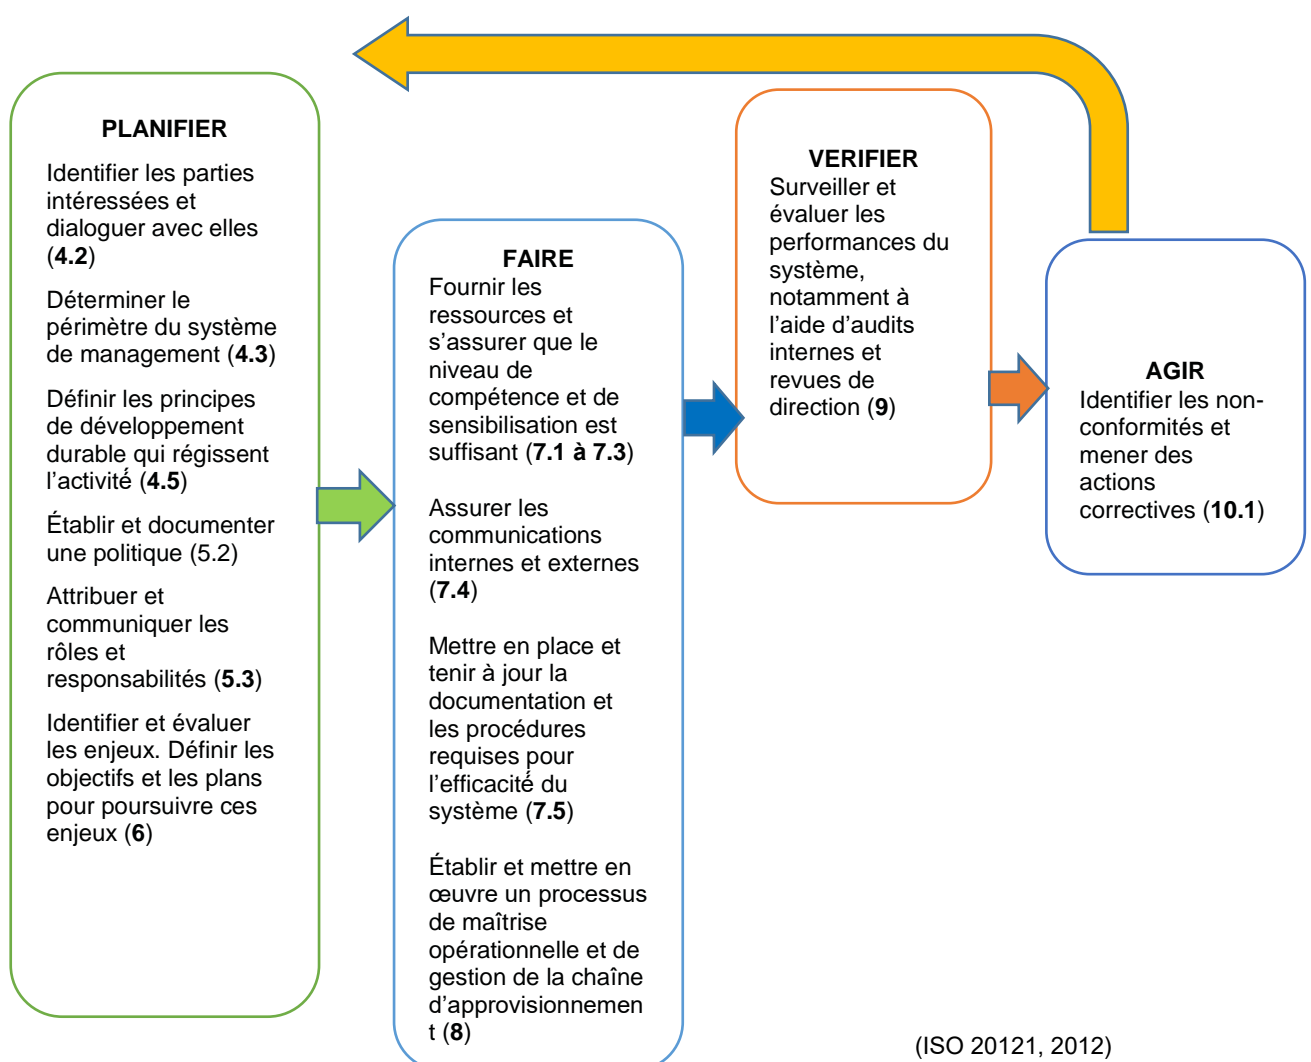 PLANIFIER
Identifier les parties
intéressées et
dialoguer avec elles
(4.2)
Déterminer le
périmètre du système
de management (4.3)
Définir les principes
de développement
durable qui régissent
l’activité́ (4.5)
Établir et documenter
une politique (5.2)
Attribuer et
communiquer les
rôles et
responsabilités (5.3)
Identifier et évaluer
les enjeux. Définir les
objectifs et les plans
pour poursuivre ces
enjeux (6)
FAIRE
Fournir les
ressources et
s’assurer que le
niveau de
compétence et de
sensibilisation est
suffisant (7.1 à 7.3)
Assurer les
communications
internes et externes
(7.4)
Mettre en place et
tenir à jour la
documentation et
les procédures
requises pour
l’efficacité́ du
système (7.5)
Établir et mettre en
œuvre un processus
de maîtrise
opérationnelle et de
gestion de la chaîne
d’approvisionnemen
t (8)
VERIFIER
Surveiller et
évaluer les
performances du
système,
notamment à
l’aide d’audits
internes et
revues de
direction (9)
AGIR
Identifier les non-
conformités et
mener des
actions
correctives (10.1)
(ISO 20121, 2012)